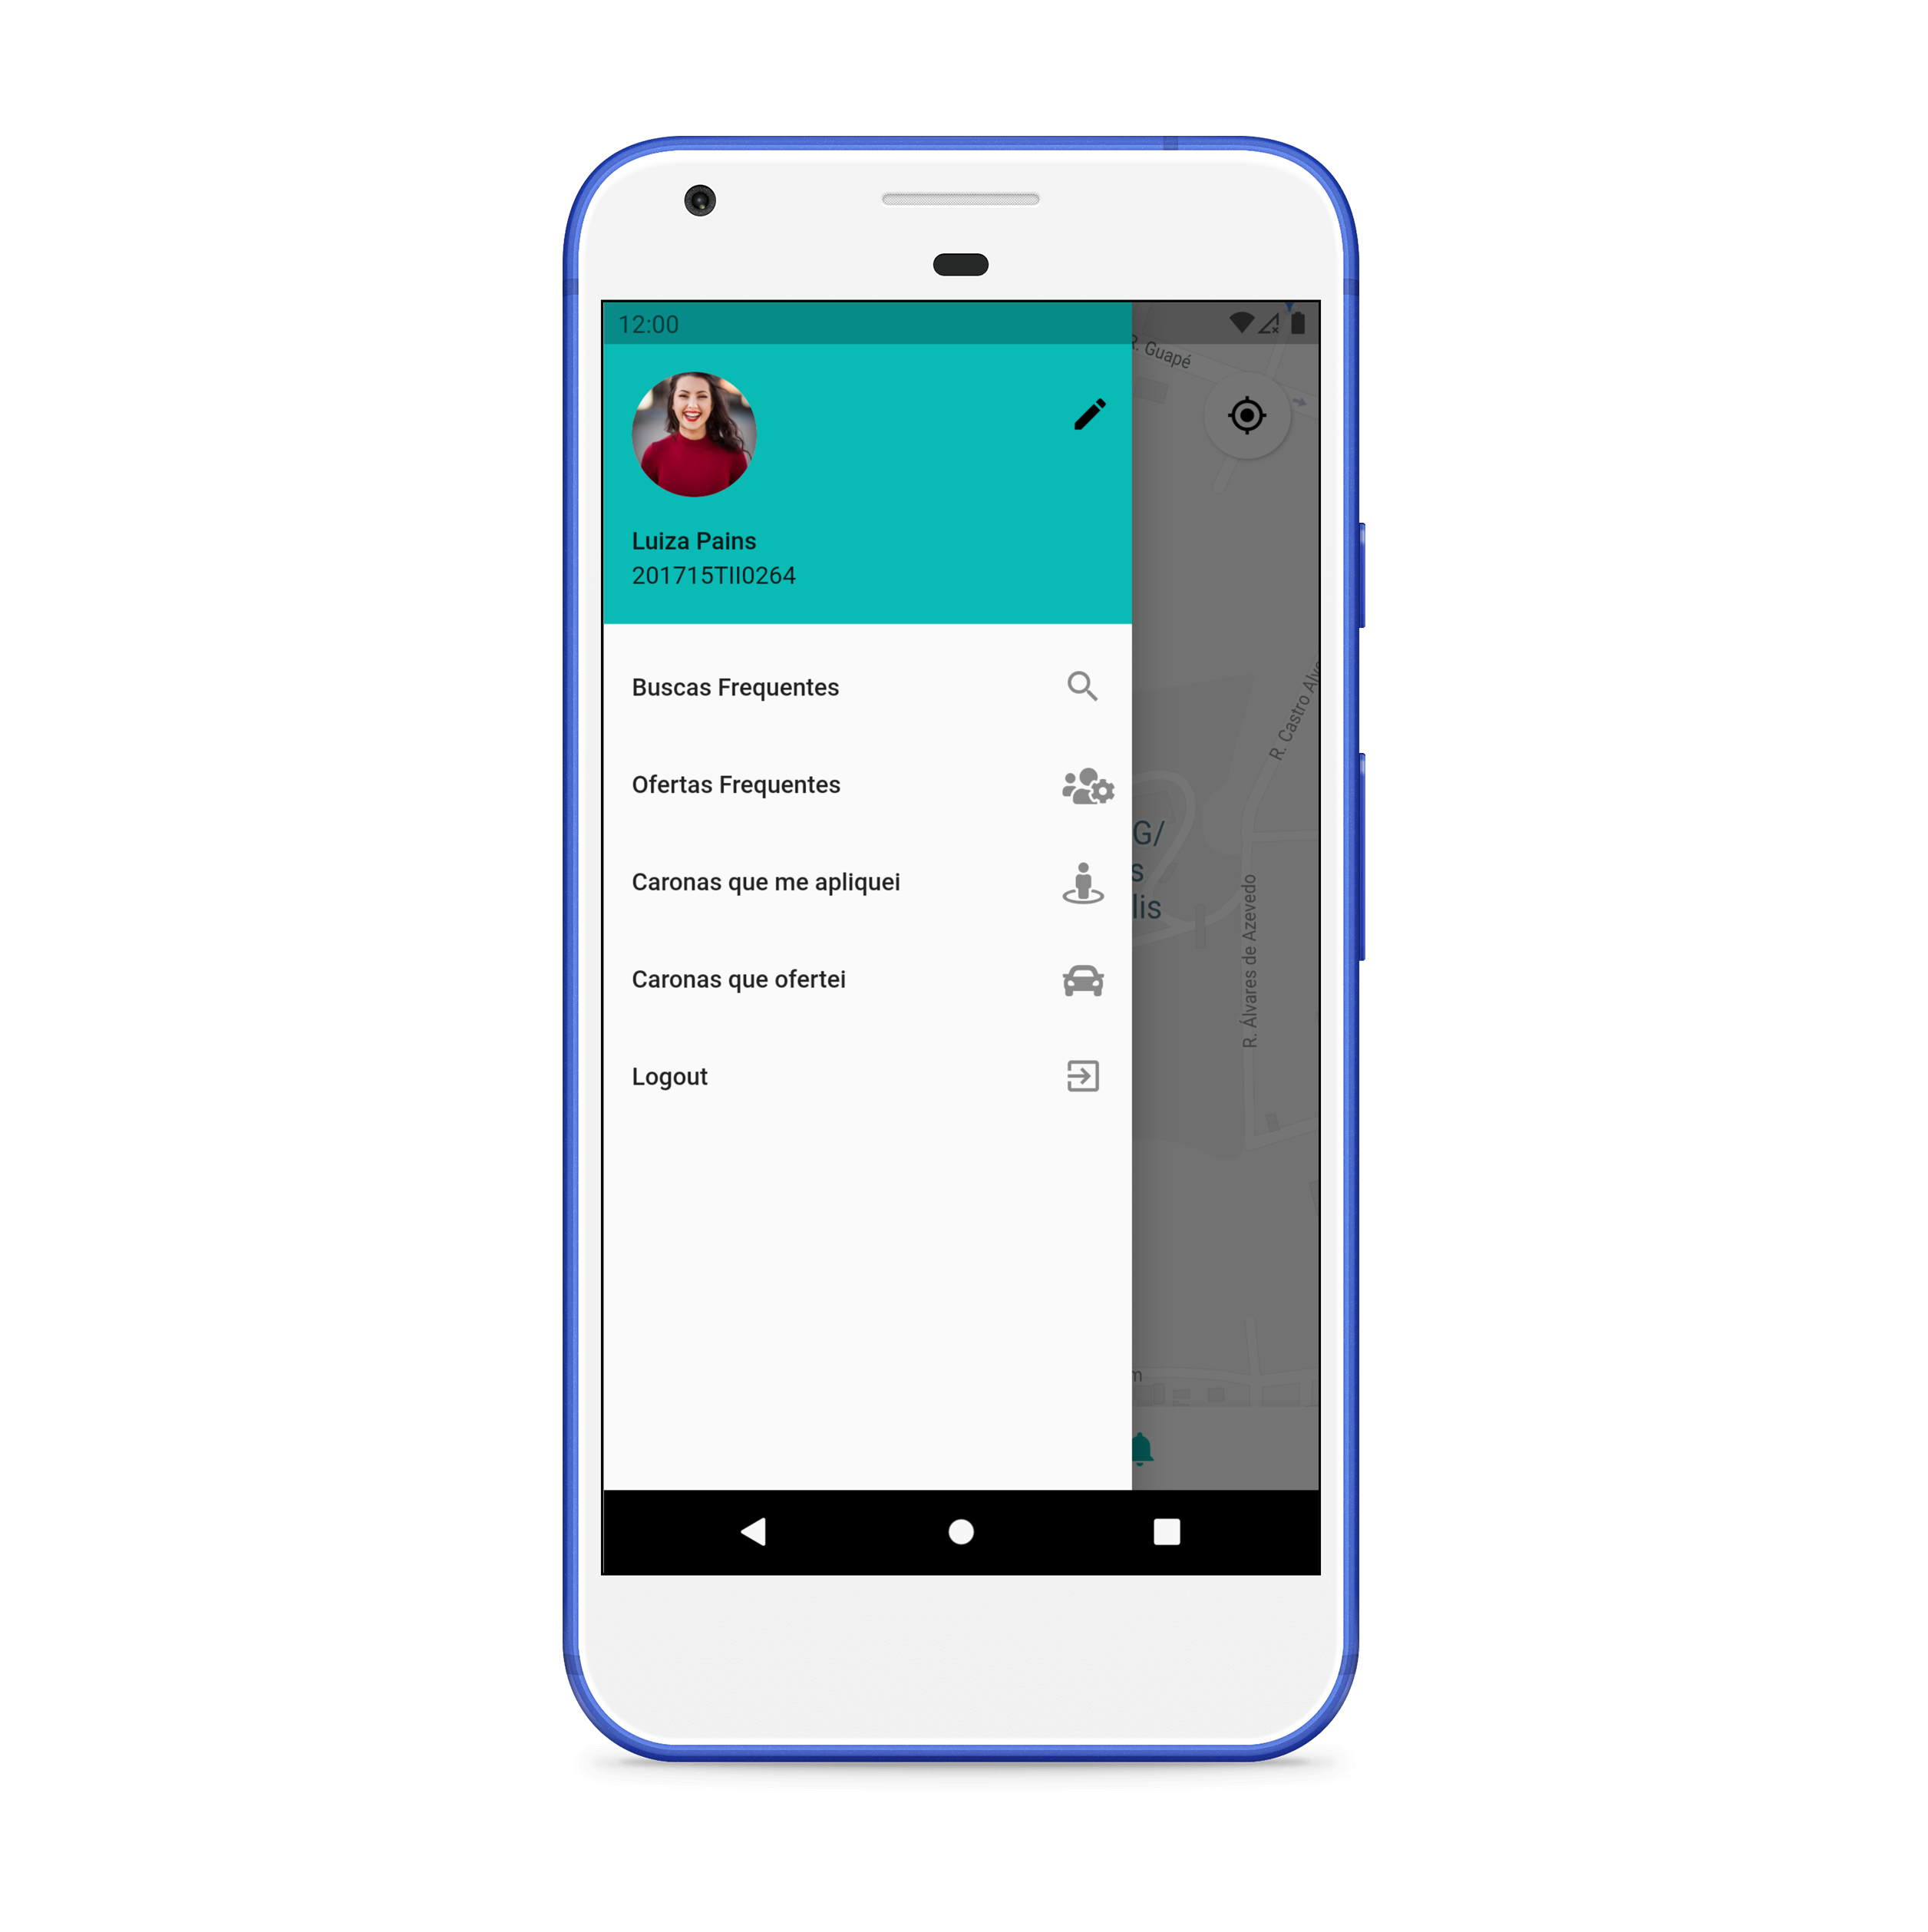 12:00
R. Guapé
Luiza Pains
201715TII0264
Buscas Frequentes
Ofertas Frequentes
Caronas que me apliquei
Caronas que ofertei
Logout
R. Castro Alv
G/
s
lis
R. Álvares de Azevedo
m